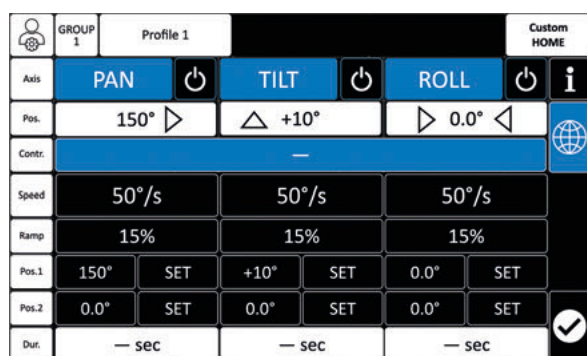 GROUP 1 Profile 1 Custom HOME
Axis PAN TILT ROLL i
Pos. 150° +10° 0.0°
Contr. —
Speed 50°/s 50°/s 50°/s
Ramp 15% 15% 15%
Pos.1 150° SET +10° SET 0.0° SET
Pos.2 0.0° SET 0.0° SET 0.0° SET
Dur. — sec — sec — sec